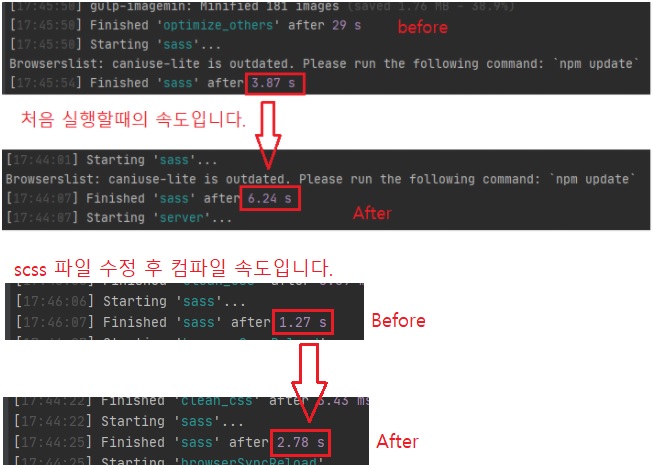 [17:45:50] gulp-imagemin: Minified 181 images (saved 1.76 MB - 30.9%)
[17:45:50] Finished 'optimize_others' after 29 s
before
[17:45:50] Starting 'sass'...
Browserslist: caniuse-lite is outdated. Please run the following command: `npm update`
[17:45:54] Finished 'sass' after 3.87 s
처음 실행할때의 속도입니다.
[17:44:01] Starting 'sass'...
Browserslist: caniuse-lite is outdated. Please run the following command: `npm update`
[17:44:07] Finished 'sass' after 6.24 s
[17:44:07] Starting 'server'...
After
scss 파일 수정 후 컴파일 속도입니다.
[17:46:06] Starting 'sass'...
[17:46:07] Finished 'sass' after 1.27 s
Before
[17:44:22] Finished 'clean_css' after 3.43 ms
[17:44:22] Starting 'sass'...
[17:44:25] Finished 'sass' after 2.78 s
After
[17:44:25] Starting 'browserSyncReload'